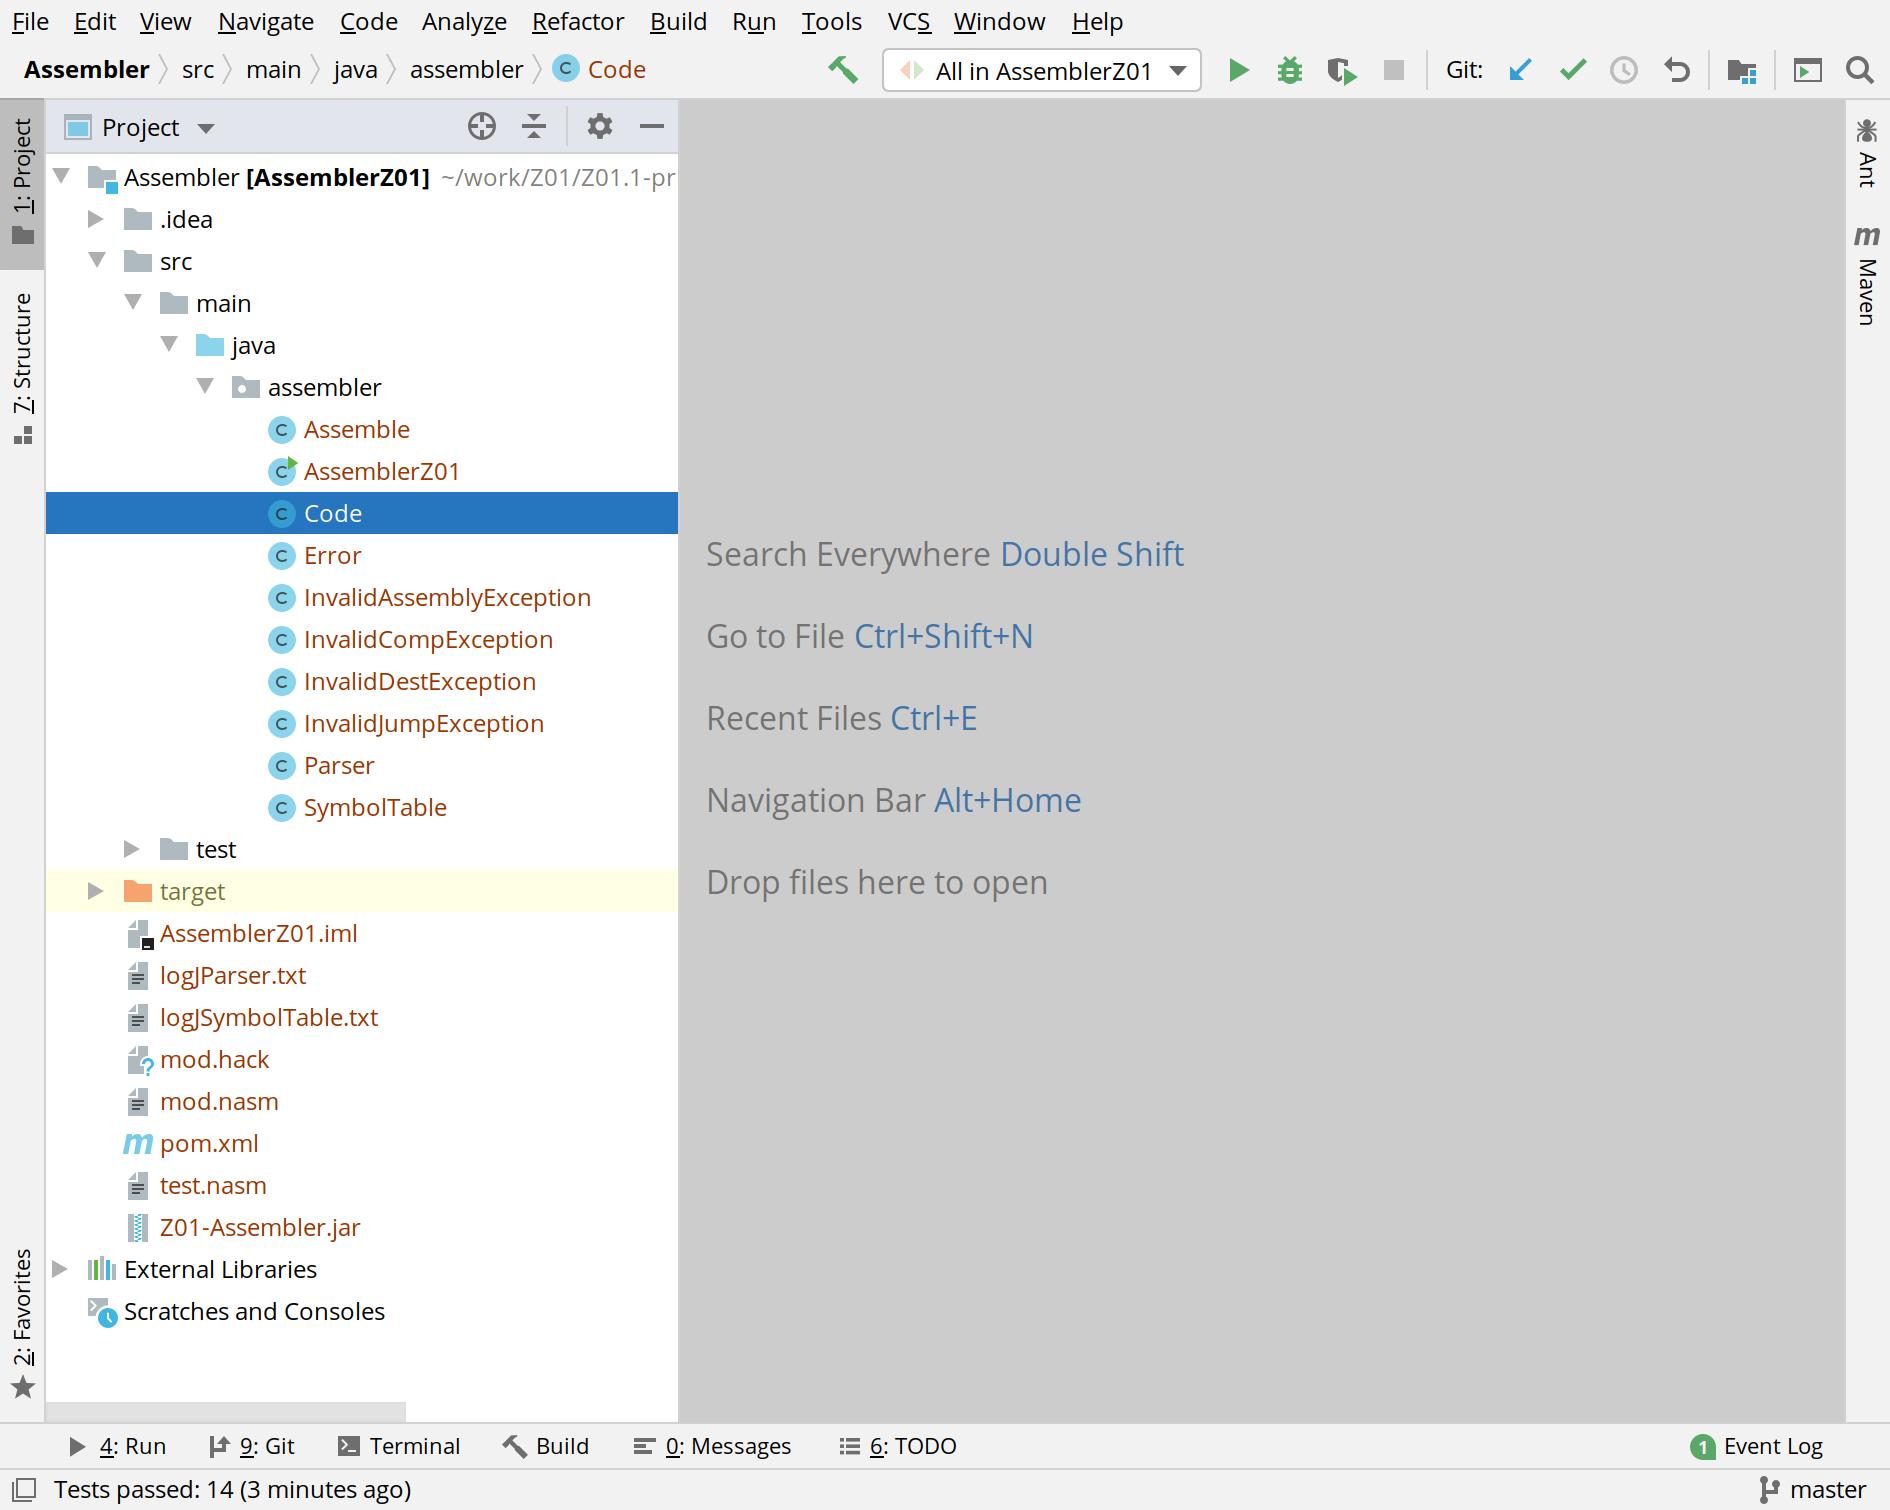 File Edit View Navigate Code Analyze Refactor Build Run Tools VCS Window Help
Assembler src main java assembler C Code All in AssemblerZ01 Git:
1: Project
7: Structure
2: Favorites
Project
Assembler [AssemblerZ01] ~/work/Z01/Z01.1-pr
.idea
src
main
java
assembler
C Assemble
C AssemblerZ01
C Code
C Error
C InvalidAssemblyException
C InvalidCompException
C InvalidDestException
C InvalidJumpException
C Parser
C SymbolTable
test
target
AssemblerZ01.iml
logJParser.txt
logJSymbolTable.txt
? mod.hack
mod.nasm
m pom.xml
test.nasm
Z01-Assembler.jar
External Libraries
Scratches and Consoles
Search Everywhere Double Shift
Go to File Ctrl+Shift+N
Recent Files Ctrl+E
Navigation Bar Alt+Home
Drop files here to open
Ant
m Maven
4: Run 9: Git Terminal Build 0: Messages 6: TODO 1 Event Log
Tests passed: 14 (3 minutes ago) master